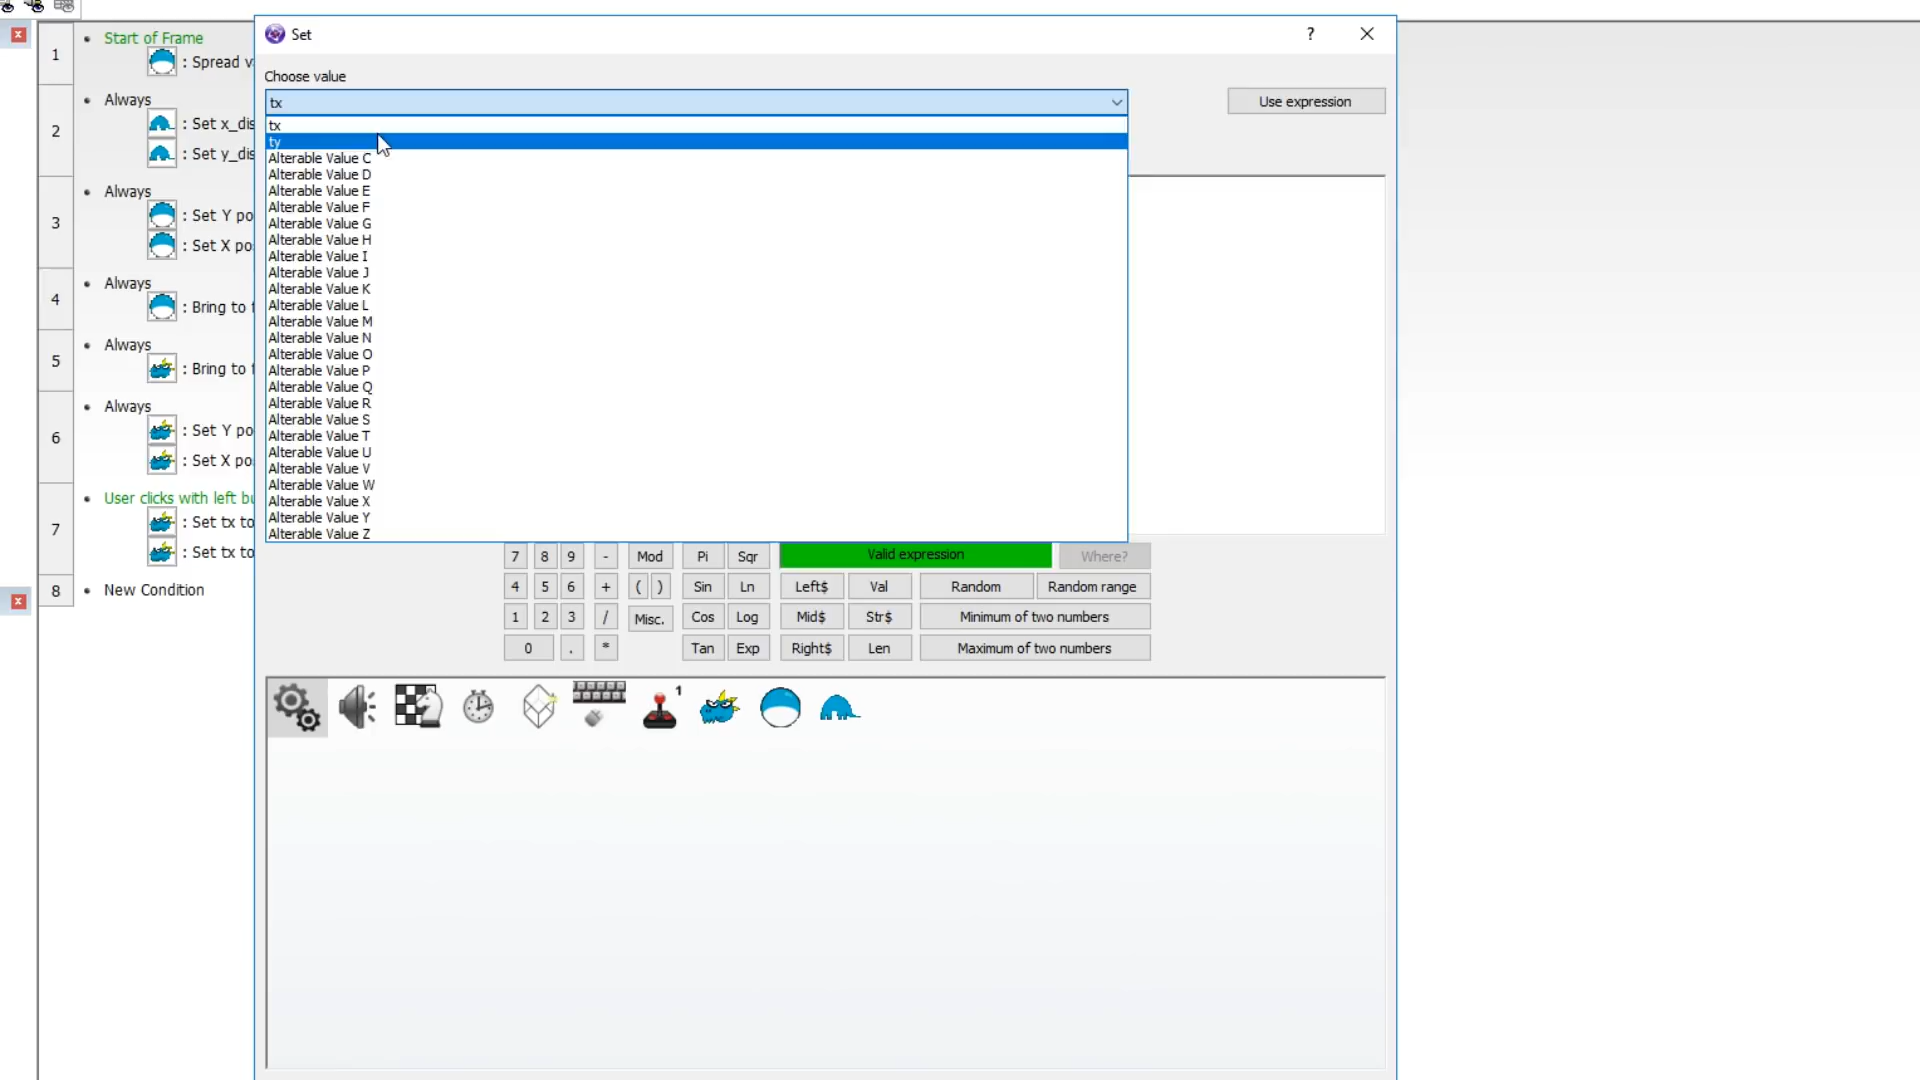 1
• Start of Frame
: Spread v
2
• Always
: Set x_dis
: Set y_dis
3
• Always
: Set Y po
: Set X po
4
• Always
: Bring to f
5
• Always
: Bring to f
6
• Always
: Set Y po
: Set X po
7
• User clicks with left bu
: Set tx to
: Set tx to
8
• New Condition
Set
?
Choose value
tx
Use expression
tx
ty
Alterable Value C
Alterable Value D
Alterable Value E
Alterable Value F
Alterable Value G
Alterable Value H
Alterable Value I
Alterable Value J
Alterable Value K
Alterable Value L
Alterable Value M
Alterable Value N
Alterable Value O
Alterable Value P
Alterable Value Q
Alterable Value R
Alterable Value S
Alterable Value T
Alterable Value U
Alterable Value V
Alterable Value W
Alterable Value X
Alterable Value Y
Alterable Value Z
7 8 9 - Mod Pi Sqr Valid expression Where?
4 5 6 + ( ) Sin Ln Left$ Val Random Random range
1 2 3 / Misc. Cos Log Mid$ Str$ Minimum of two numbers
0 . * Tan Exp Right$ Len Maximum of two numbers
1